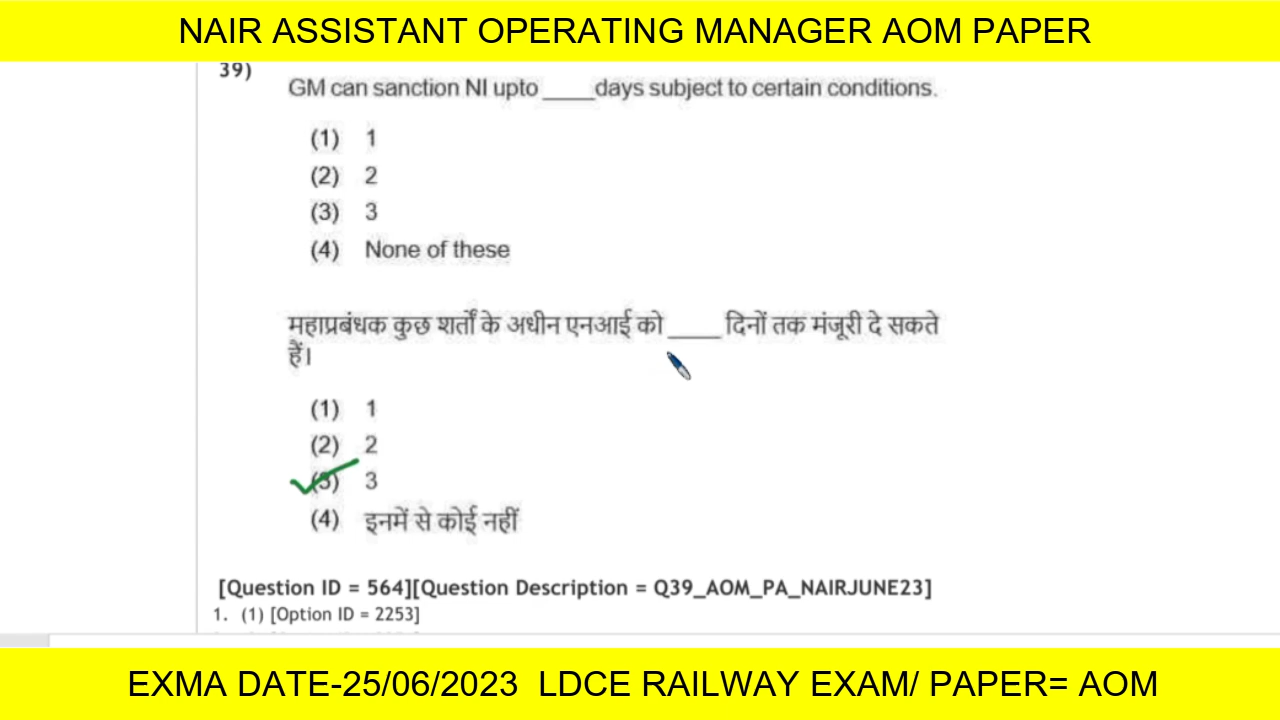 NAIR ASSISTANT OPERATING MANAGER AOM PAPER
39)
GM can sanction NI upto ____days subject to certain conditions.
(1) 1
(2) 2
(3) 3
(4) None of these
महाप्रबंधक कुछ शर्तों के अधीन एनआई को ____ दिनों तक मंजूरी दे सकते
हैं।
(1) 1
(2) 2
(3) 3
(4) इनमें से कोई नहीं
[Question ID = 564][Question Description = Q39_AOM_PA_NAIRJUNE23]
1. (1) [Option ID = 2253]
EXMA DATE-25/06/2023 LDCE RAILWAY EXAM/ PAPER= AOM